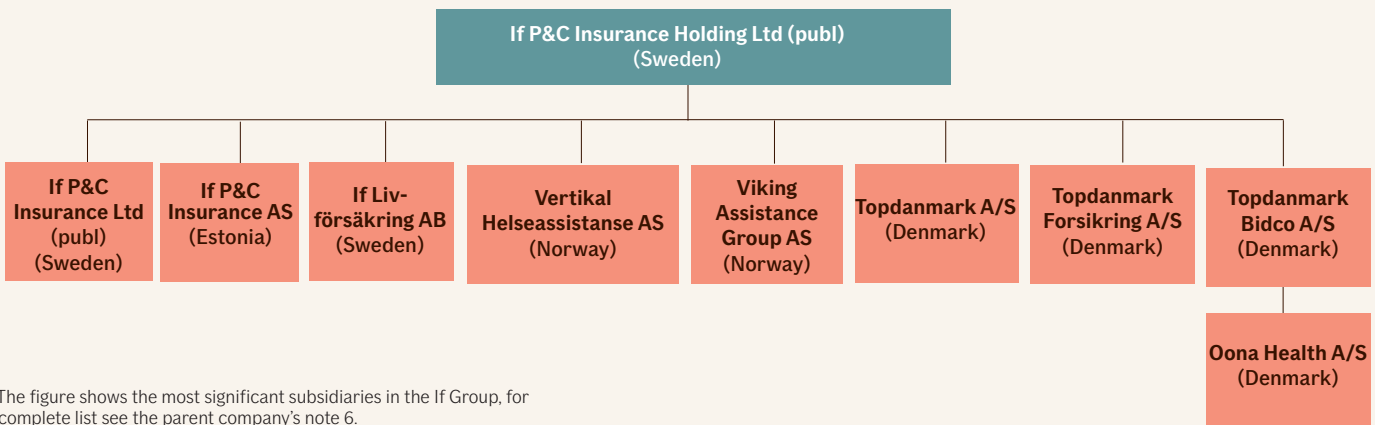 If P&C Insurance Holding Ltd (publ)
(Sweden)
If P&C
Insurance Ltd
(publ)
(Sweden)
If P&C
Insurance AS
(Estonia)
If Liv-
försäkring AB
(Sweden)
Vertikal
Helseassistanse AS
(Norway)
Viking
Assistance
Group AS
(Norway)
Topdanmark A/S
(Denmark)
Topdanmark
Forsikring A/S
(Denmark)
Topdanmark
Bidco A/S
(Denmark)
Oona Health A/S
(Denmark)
The figure shows the most significant subsidiaries in the If Group, for
complete list see the parent company's note 6.